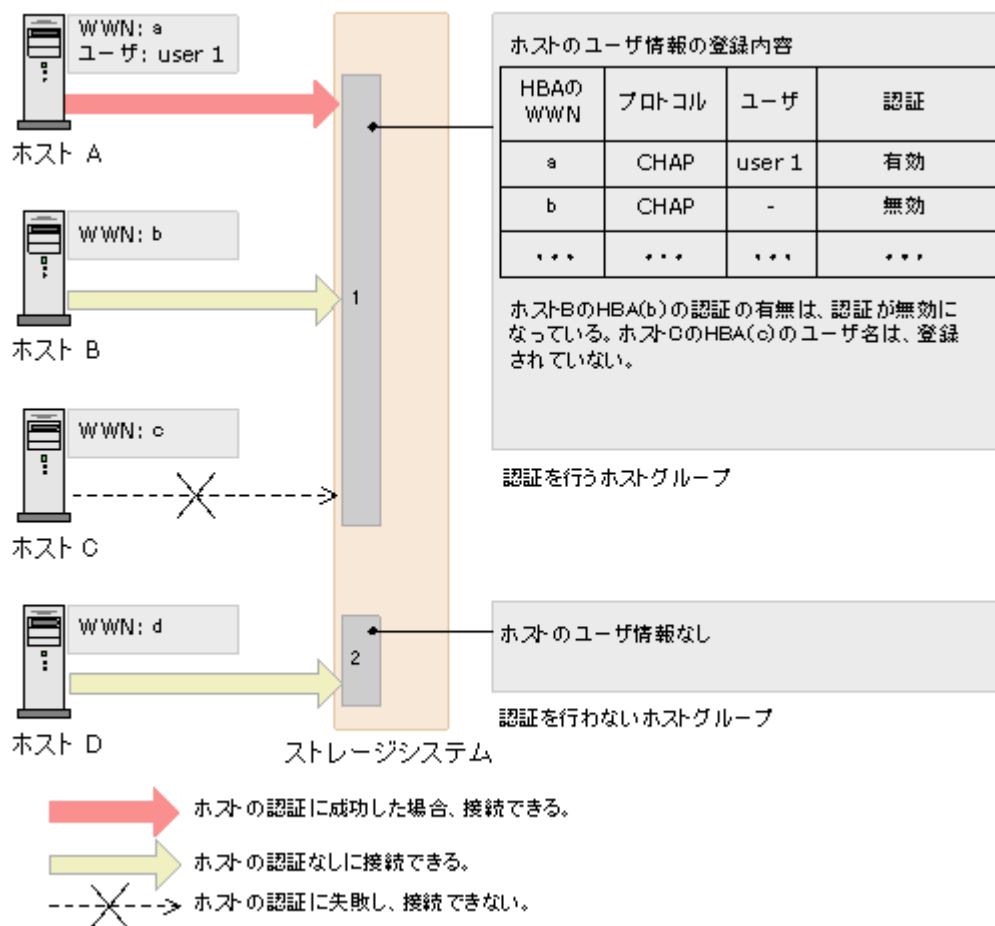 WWN: a
ユーザ: user 1
ホスト A
WWN: b
ホスト B
WWN: c
ホスト C
WWN: d
ホスト D
1
2
ストレージシステム
ホストのユーザ情報の登録内容
HBAの
WWN
プロトコル
ユーザ
認証
a
CHAP
user 1
有効
b
CHAP
-
無効
...
...
...
...
ホストBのHBA(b)の認証の有無は、認証が無効に
なっている。ホストCのHBA(c)のユーザ名は、登録
されていない。
認証を行うホストグループ
ホストのユーザ情報なし
認証を行わないホストグループ
ホストの認証に成功した場合、接続できる。
ホストの認証なしに接続できる。
ホストの認証に失敗し、接続できない。